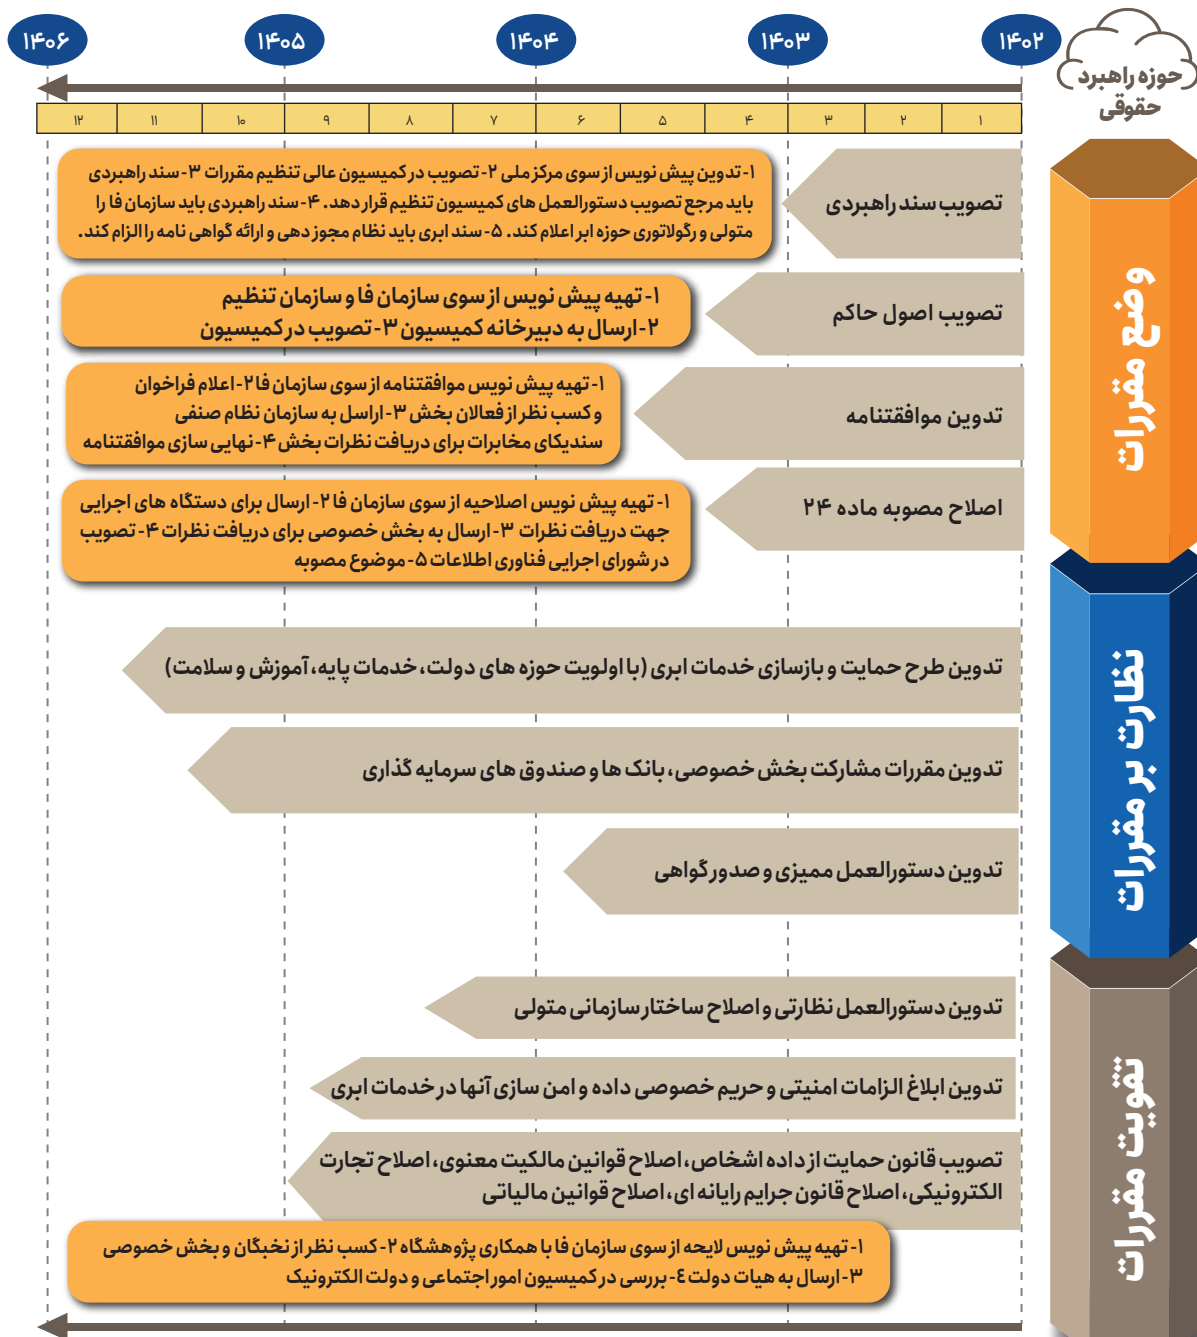 حوزه راهبرد
حقوقی
۱۴۰۲
۱۴۰۳
۱۴۰۴
۱۴۰۵
۱۴۰۶
۱ ۲ ۳ ۴ ۵ ۶ ۷ ۸ ۹ ۱۰ ۱۱ ۱۲
وضع مقررات
تصویب سند راهبردی
۱- تدوین پیش نویس از سوی مرکز ملی ۲- تصویب در کمیسیون عالی تنظیم مقررات ۳- سند راهبردی
باید مرجع تصویب دستورالعمل های کمیسیون تنظیم قرار دهد. ۴- سند راهبردی باید سازمان فا را
متولی و رگولاتوری حوزه ابر اعلام کند. ۵- سند ابری باید نظام مجوز دهی و ارائه گواهی نامه را الزام کند.
تصویب اصول حاکم
۱- تهیه پیش نویس از سوی سازمان فا و سازمان تنظیم
۲- ارسال به دبیرخانه کمیسیون ۳- تصویب در کمیسیون
تدوین موافقتنامه
۱- تهیه پیش نویس موافقتنامه از سوی سازمان فا ۲- اعلام فراخوان
و کسب نظر از فعالان بخش ۳- اراسل به سازمان نظام صنفی
سندیکای مخابرات برای دریافت نظرات بخش ۴- نهایی سازی موافقتنامه
اصلاح مصوبه ماده ۲۴
۱- تهیه پیش نویس اصلاحیه از سوی سازمان فا ۲- ارسال برای دستگاه های اجرایی
جهت دریافت نظرات ۳- ارسال به بخش خصوصی برای دریافت نظرات ۴- تصویب
در شورای اجرایی فناوری اطلاعات ۵- موضوع مصوبه
نظارت بر مقررات
تدوین طرح حمایت و بازسازی خدمات ابری (با اولویت حوزه های دولت، خدمات پایه، آموزش و سلامت)
تدوین مقررات مشارکت بخش خصوصی، بانک ها و صندوق های سرمایه گذاری
تدوین دستورالعمل ممیزی و صدور گواهی
تقویت مقررات
تدوین دستورالعمل نظارتی و اصلاح ساختار سازمانی متولی
تدوین ابلاغ الزامات امنیتی و حریم خصوصی داده و امن سازی آنها در خدمات ابری
تصویب قانون حمایت از داده اشخاص، اصلاح قوانین مالکیت معنوی، اصلاح تجارت
الکترونیکی، اصلاح قانون جرایم رایانه ای، اصلاح قوانین مالیاتی
۱- تهیه پیش نویس لایحه از سوی سازمان فا با همکاری پژوهشگاه ۲- کسب نظر از نخبگان و بخش خصوصی
۳- ارسال به هیات دولت ٤- بررسی در کمیسیون امور اجتماعی و دولت الکترونیک